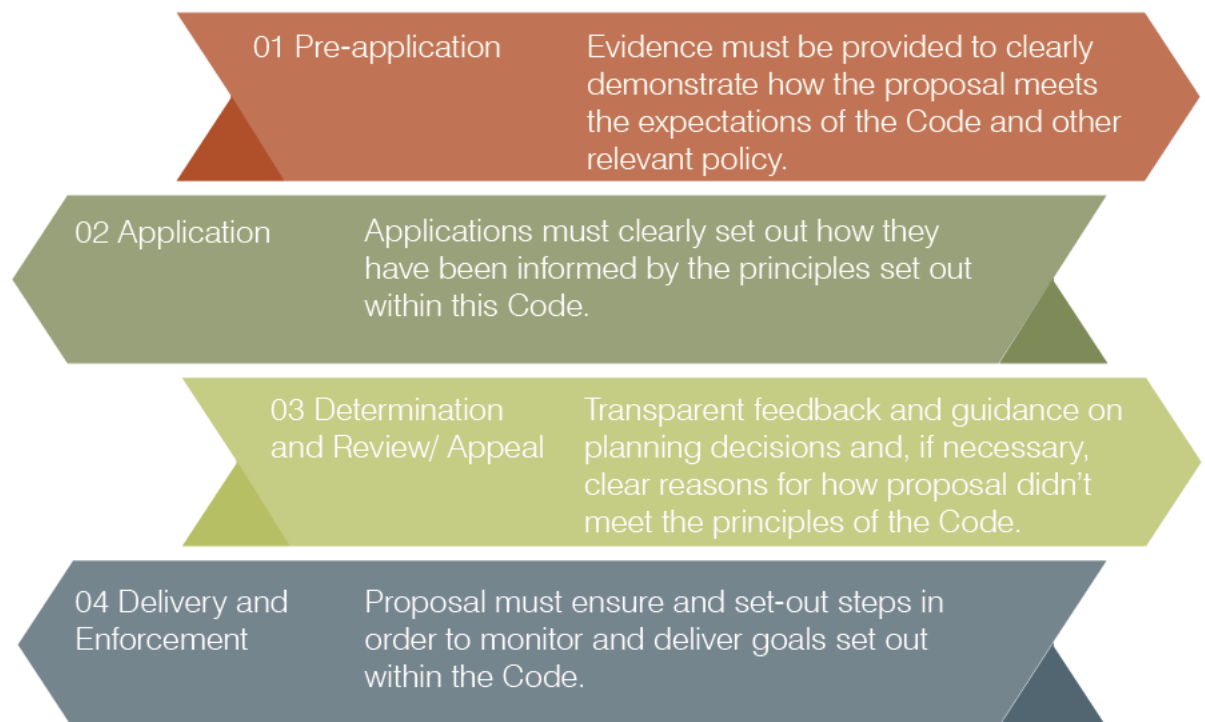 01 Pre-application
Evidence must be provided to clearly
demonstrate how the proposal meets
the expectations of the Code and other
relevant policy.
02 Application
Applications must clearly set out how they
have been informed by the principles set out
within this Code.
03 Determination
and Review/ Appeal
Transparent feedback and guidance on
planning decisions and, if necessary,
clear reasons for how proposal didn’t
meet the principles of the Code.
04 Delivery and
Enforcement
Proposal must ensure and set-out steps in
order to monitor and deliver goals set out
within the Code.